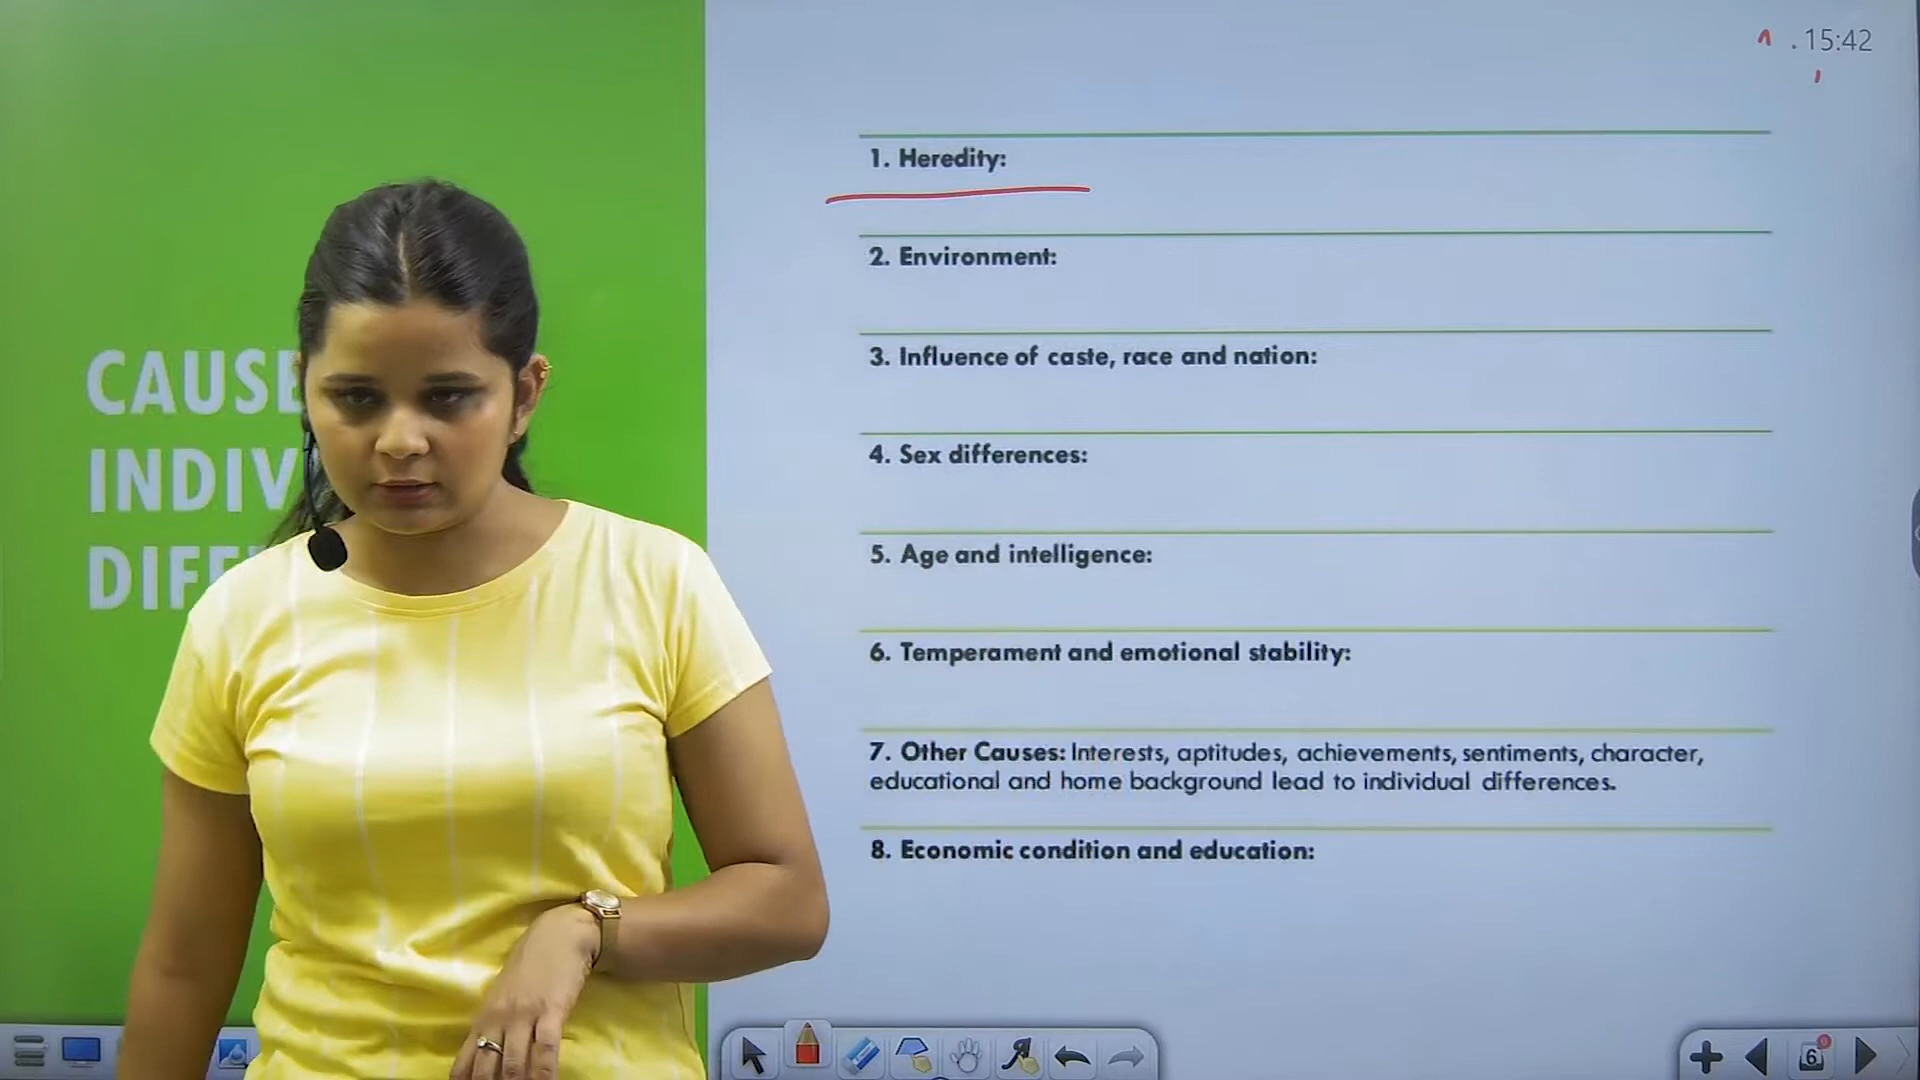 15:42
CAUSE
INDIV
DIFF
1. Heredity:
2. Environment:
3. Influence of caste, race and nation:
4. Sex differences:
5. Age and intelligence:
6. Temperament and emotional stability:
7. Other Causes: Interests, aptitudes, achievements, sentiments, character,
educational and home background lead to individual differences.
8. Economic condition and education:
6